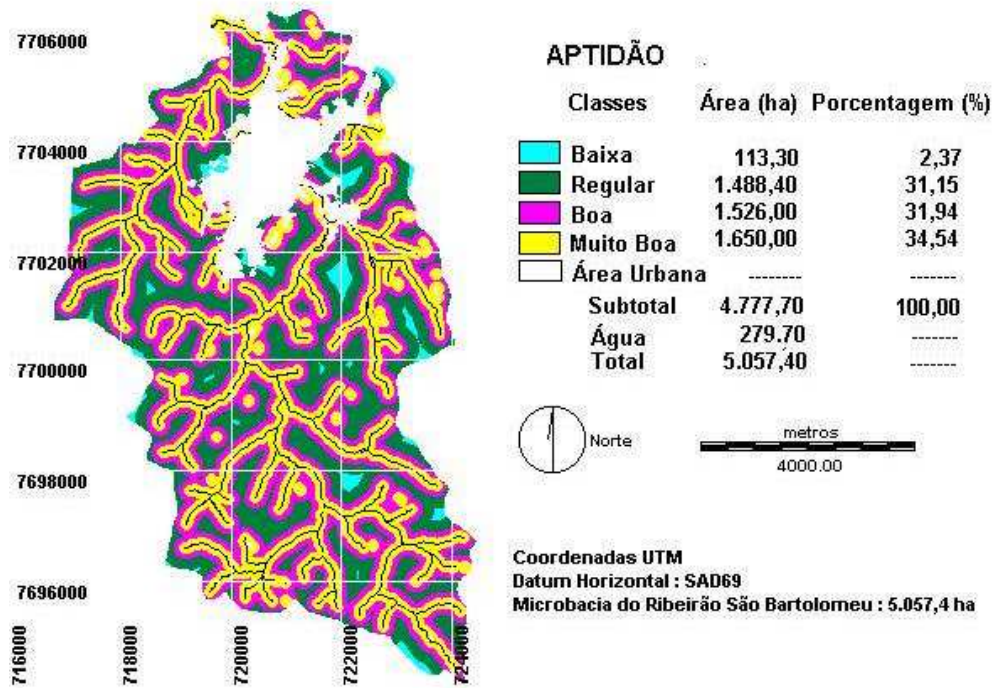 7706000
7704000
7702000
7700000
7698000
7696000
716000
718000
720000
722000
724000
APTIDÃO
Classes Área (ha) Porcentagem (%)
Baixa 113,30 2,37
Regular 1.488,40 31,15
Boa 1.526,00 31,94
Muito Boa 1.650,00 34,54
Área Urbana -------- -------
Subtotal 4.777,70 100,00
Água 279.70 -------
Total 5.057,40 -------
Norte
metros
4000.00
Coordenadas UTM
Datum Horizontal : SAD69
Microbacia do Ribeirão São Bartolomeu : 5.057,4 ha